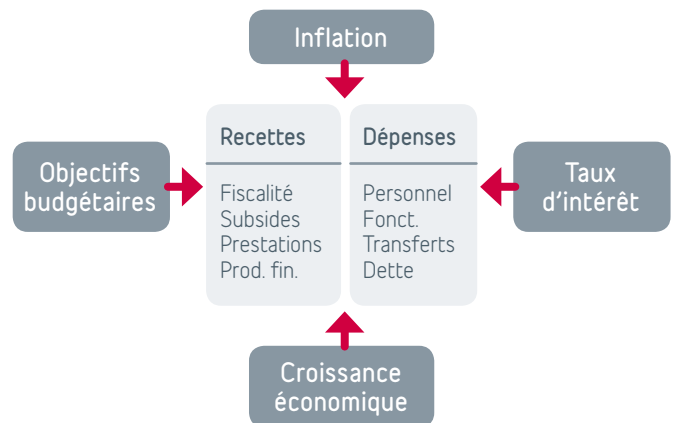 Inflation
Recettes
Dépenses
Objectifs
budgétaires
Fiscalité
Subsides
Prestations
Prod. fin.
Personnel
Fonct.
Transferts
Dette
Taux
d'intérêt
Croissance
économique